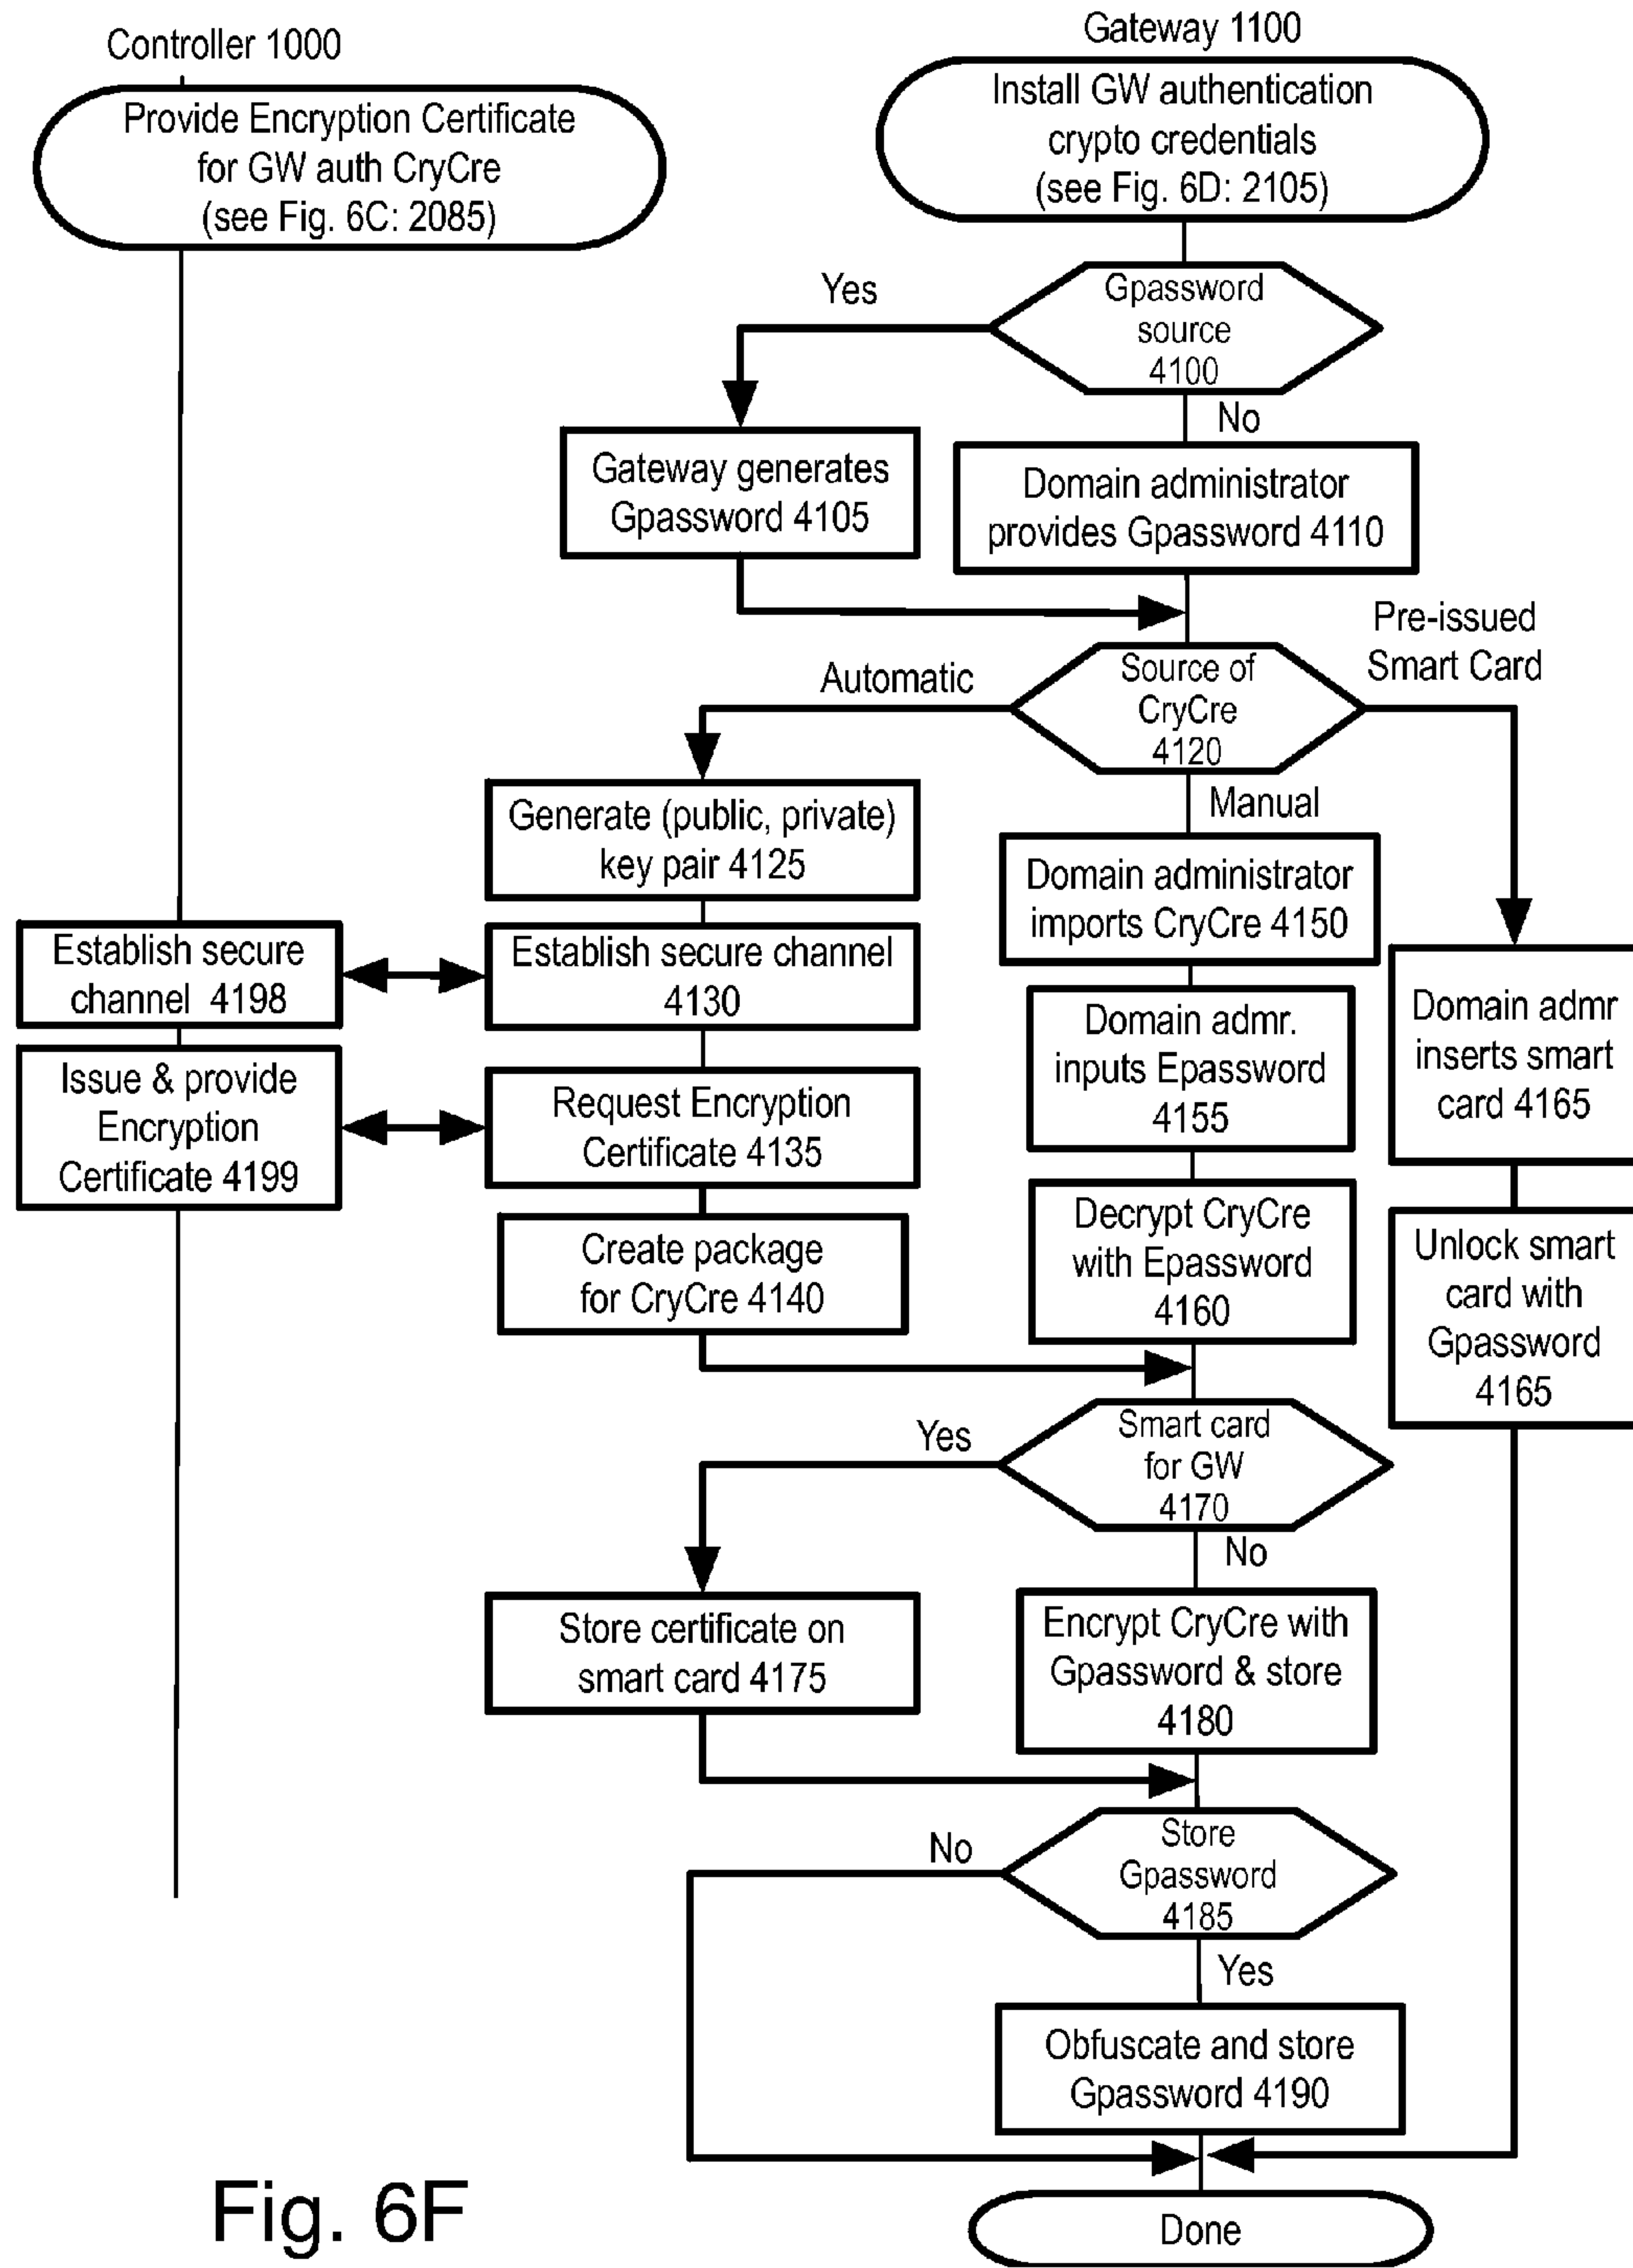 Controller 1000
Provide Encryption Certificate
for GW auth CryCre
(see Fig. 6C: 2085)
Gateway 1100
Install GW authentication
crypto credentials
(see Fig. 6D: 2105)
Yes
Gpassword
source
4100
No
Gateway generates
Gpassword 4105
Domain administrator
provides Gpassword 4110
Automatic
Source of
CryCre
4120
Pre-issued
Smart Card
Manual
Generate (public, private)
key pair 4125
Domain administrator
imports CryCre 4150
Establish secure
channel 4198
Establish secure channel
4130
Domain admr.
inputs Epassword
4155
Domain admr
inserts smart
card 4165
Issue & provide
Encryption
Certificate 4199
Request Encryption
Certificate 4135
Create package
for CryCre 4140
Decrypt CryCre
with Epassword
4160
Unlock smart
card with
Gpassword
4165
Yes
Smart card
for GW
4170
No
Store certificate on
smart card 4175
Encrypt CryCre with
Gpassword & store
4180
No
Store
Gpassword
4185
Yes
Obfuscate and store
Gpassword 4190
Done
Fig. 6F